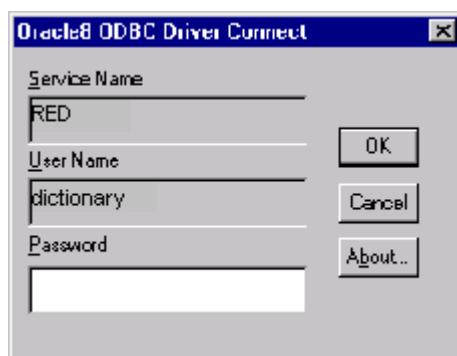 Oracle8 ODBC Driver Connect
Service Name
RED
OK
User Name
dictionary
Cancel
Password
About...